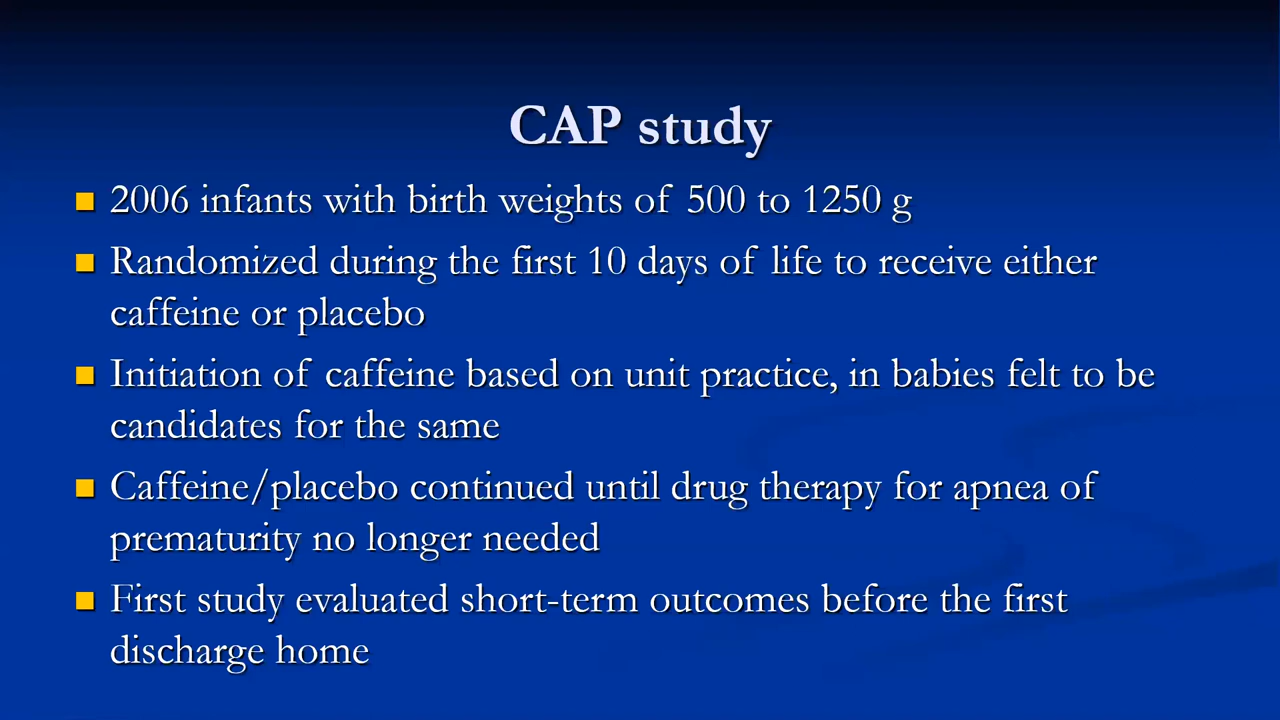 CAP study
2006 infants with birth weights of 500 to 1250 g
Randomized during the first 10 days of life to receive either
caffeine or placebo
Initiation of caffeine based on unit practice, in babies felt to be
candidates for the same
Caffeine/placebo continued until drug therapy for apnea of
prematurity no longer needed
First study evaluated short-term outcomes before the first
discharge home